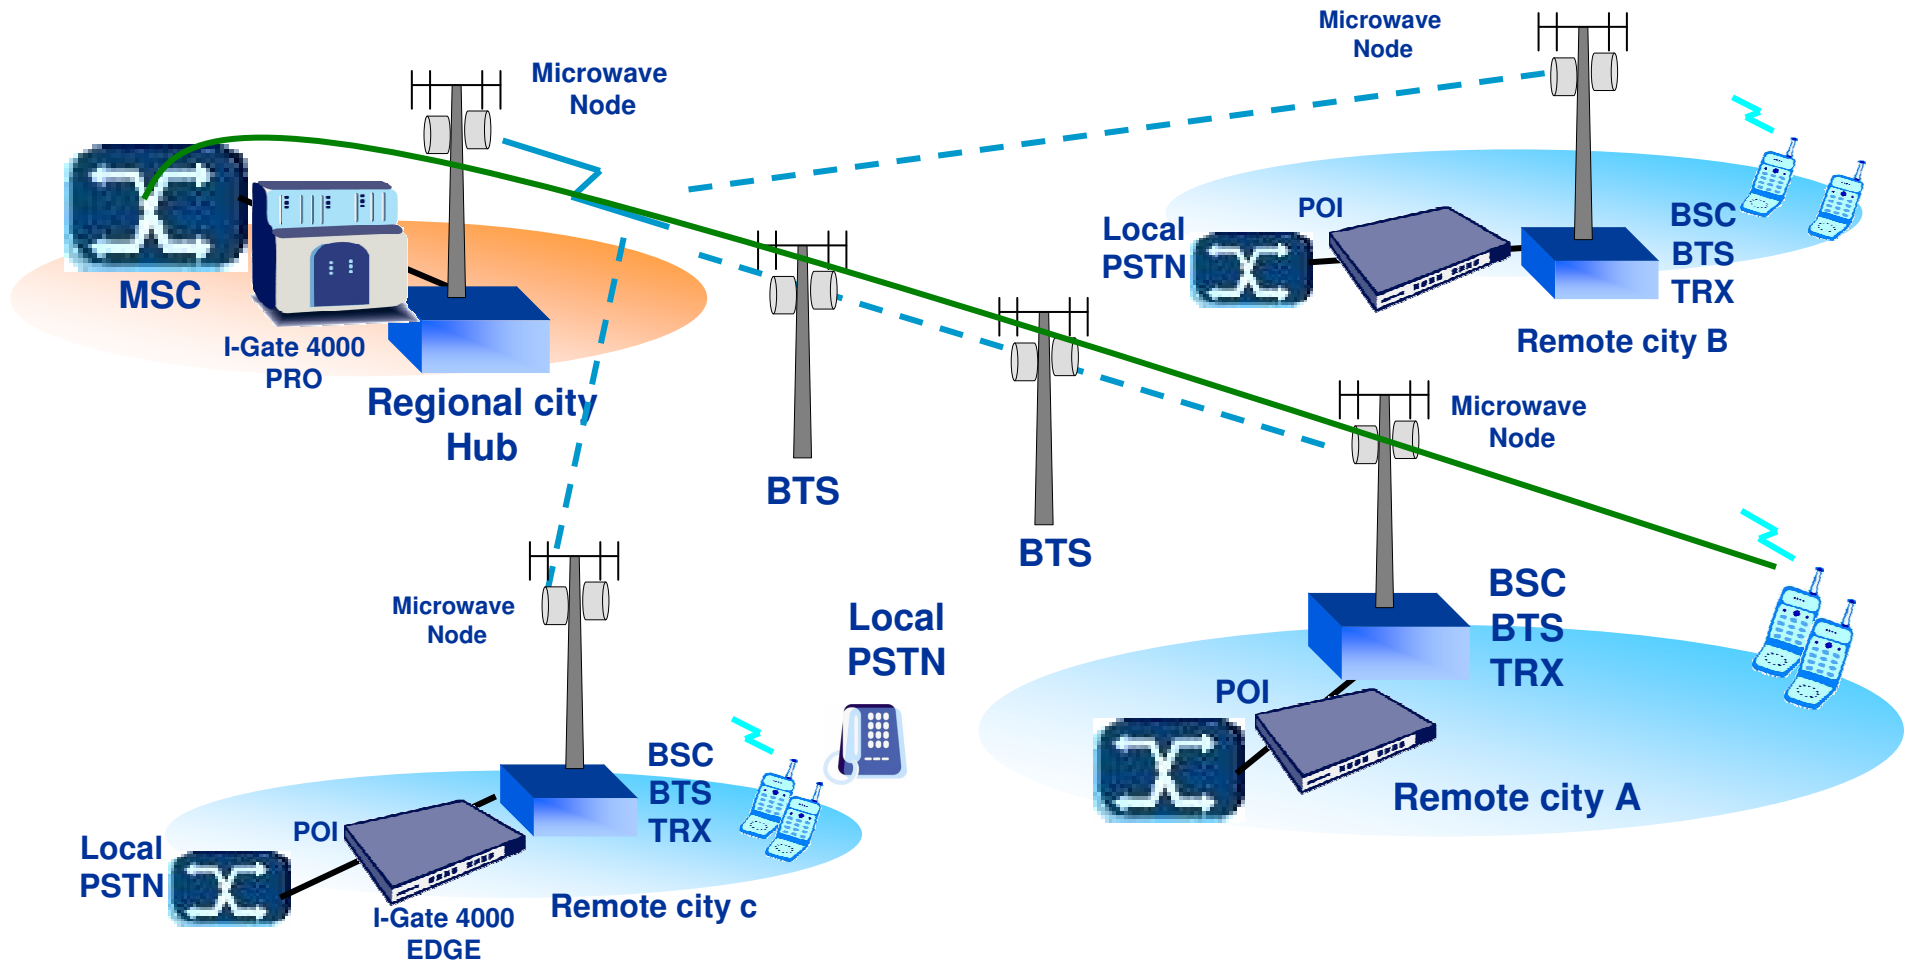 Microwave
Node
Microwave
Node
MSC
I-Gate 4000
PRO
Regional city
Hub
BTS
BTS
Local
PSTN
POI
BSC
BTS
TRX
Remote city B
Microwave
Node
BSC
BTS
TRX
POI
Remote city A
Microwave
Node
Local
PSTN
BSC
BTS
TRX
POI
Local
PSTN
I-Gate 4000
EDGE
Remote city c